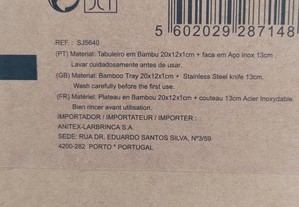 5602029287148
REF. : SJ5640
(PT) Material: Tabuleiro em Bambu 20x12x1cm + faca em Aço Inox 13cm .
Lavar cuidadosamente antes de usar.
(GB) Material: Bamboo Tray 20x12x1cm + Stainless Steel knife 13cm.
Wash carefully before the first use.
(FR) Matériel: Plateau en Bambou 20x12x1cm + couteau 13cm Acier Inoxydable.
Bien rincer avant utilisation.
IMPORTADOR / IMPORTATEUR / IMPORTER :
ANITEX-LARBRINCA S.A
SEDE: RUA DR. EDUARDO SANTOS SILVA, Nº3/59
4200-282 PORTO * PORTUGAL